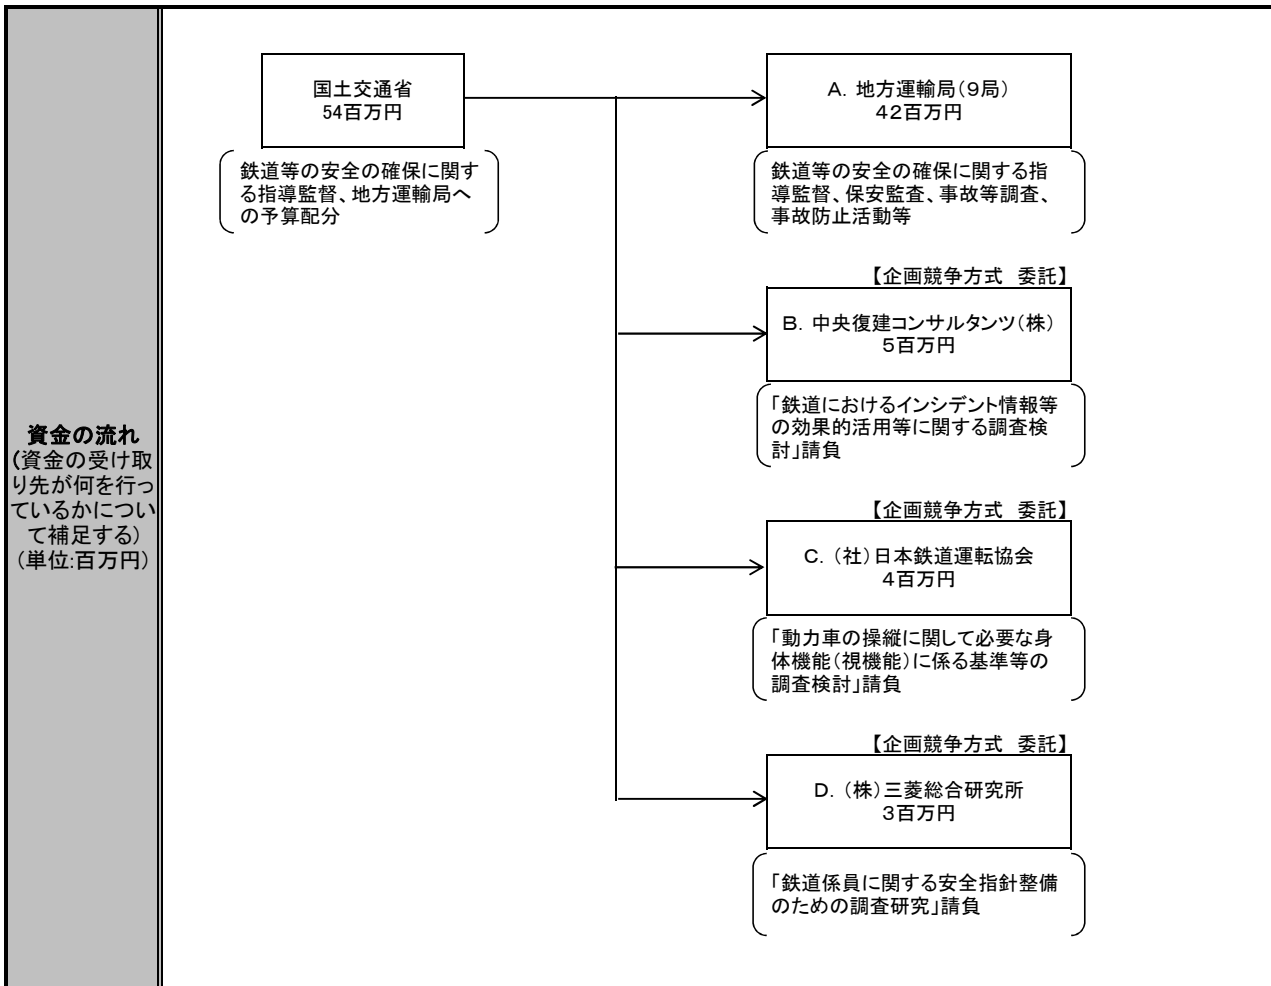 資金の流れ
(資金の受け取
り先が何を行っ
ているかについ
て補足する)
(単位:百万円)
国土交通省
54百万円
鉄道等の安全の確保に関す
る指導監督、地方運輸局へ
の予算配分
A. 地方運輸局(9局)
42百万円
鉄道等の安全の確保に関する指
導監督、保安監査、事故等調査、
事故防止活動等
【企画競争方式 委託】
B. 中央復建コンサルタンツ(株)
5百万円
「鉄道におけるインシデント情報等
の効果的活用等に関する調査検
討」請負
【企画競争方式 委託】
C. (社)日本鉄道運転協会
4百万円
「動力車の操縦に関して必要な身
体機能(視機能)に係る基準等の
調査検討」請負
【企画競争方式 委託】
D. (株)三菱総合研究所
3百万円
「鉄道係員に関する安全指針整備
のための調査研究」請負